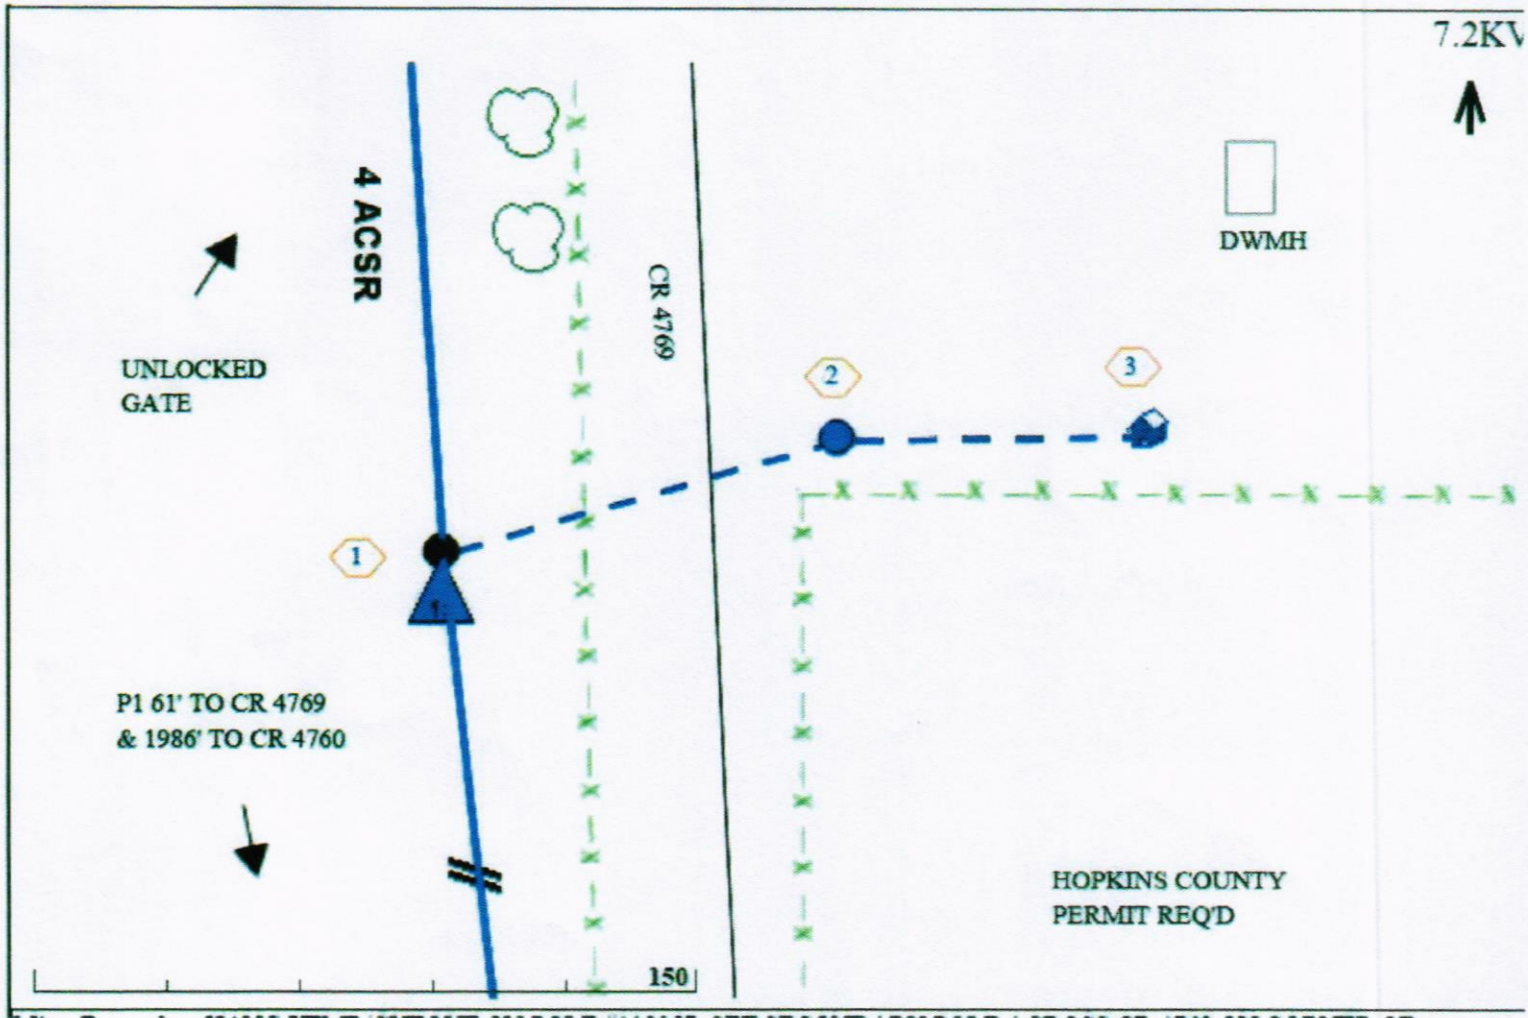 7.2KV
4 ACSR
CR 4769
DWMH
UNLOCKED
GATE
2
3
1
P1 61' TO CR 4769
& 1986' TO CR 4760
HOPKINS COUNTY
PERMIT REQ'D
150